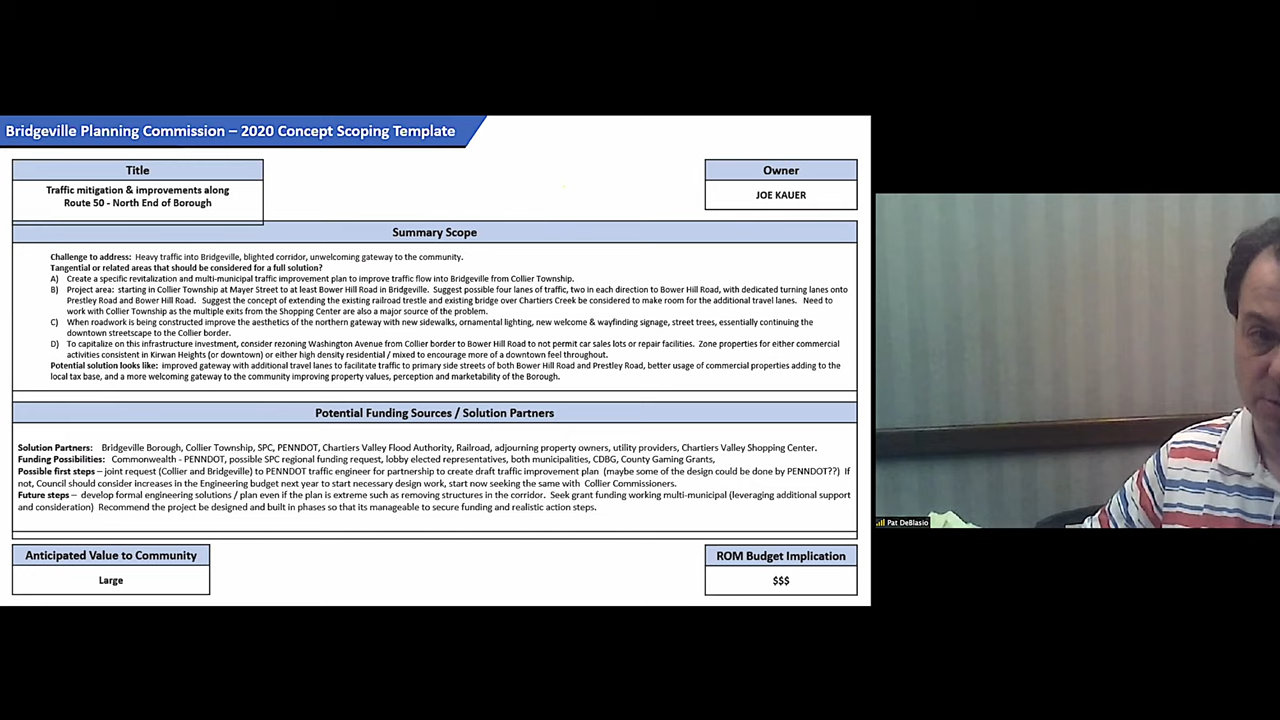 Bridgeville Planning Commission – 2020 Concept Scoping Template
Title
Traffic mitigation & improvements along
Route 50 - North End of Borough
Owner
JOE KAUER
Summary Scope
Challenge to address: Heavy traffic into Bridgeville, blighted corridor, unwelcoming gateway to the community.
Tangential or related areas that should be considered for a full solution?
A) Create a specific revitalization and multi-municipal traffic improvement plan to improve traffic flow into Bridgeville from Collier Township.
B) Project area: starting in Collier Township at Mayer Street to at least Bower Hill Road in Bridgeville. Suggest possible four lanes of traffic, two in each direction to Bower Hill Road, with dedicated turning lanes onto
Prestley Road and Bower Hill Road. Suggest the concept of extending the existing railroad trestle and existing bridge over Chartiers Creek be considered to make room for the additional travel lanes. Need to
work with Collier Township as the multiple exits from the Shopping Center are also a major source of the problem.
C) When roadwork is being constructed improve the aesthetics of the northern gateway with new sidewalks, ornamental lighting, new welcome & wayfinding signage, street trees, essentially continuing the
downtown streetscape to the Collier border.
D) To capitalize on this infrastructure investment, consider rezoning Washington Avenue from Collier border to Bower Hill Road to not permit car sales lots or repair facilities. Zone properties for either commercial
activities consistent in Kirwan Heights (or downtown) or either high density residential / mixed to encourage more of a downtown feel throughout.
Potential solution looks like: improved gateway with additional travel lanes to facilitate traffic to primary side streets of both Bower Hill Road and Prestley Road, better usage of commercial properties adding to the
local tax base, and a more welcoming gateway to the community improving property values, perception and marketability of the Borough.
Potential Funding Sources / Solution Partners
Solution Partners: Bridgeville Borough, Collier Township, SPC, PENNDOT, Chartiers Valley Flood Authority, Railroad, adjourning property owners, utility providers, Chartiers Valley Shopping Center.
Funding Possibilities: Commonwealth - PENNDOT, possible SPC regional funding request, lobby elected representatives, both municipalities, CDBG, County Gaming Grants,
Possible first steps – joint request (Collier and Bridgeville) to PENNDOT traffic engineer for partnership to create draft traffic improvement plan (maybe some of the design could be done by PENNDOT??) If
not, Council should consider increases in the Engineering budget next year to start necessary design work, start now seeking the same with Collier Commissioners.
Future steps – develop formal engineering solutions / plan even if the plan is extreme such as removing structures in the corridor. Seek grant funding working multi-municipal (leveraging additional support
and consideration) Recommend the project be designed and built in phases so that its manageable to secure funding and realistic action steps.
Anticipated Value to Community
Large
ROM Budget Implication
$$$
Pat DeBlasio